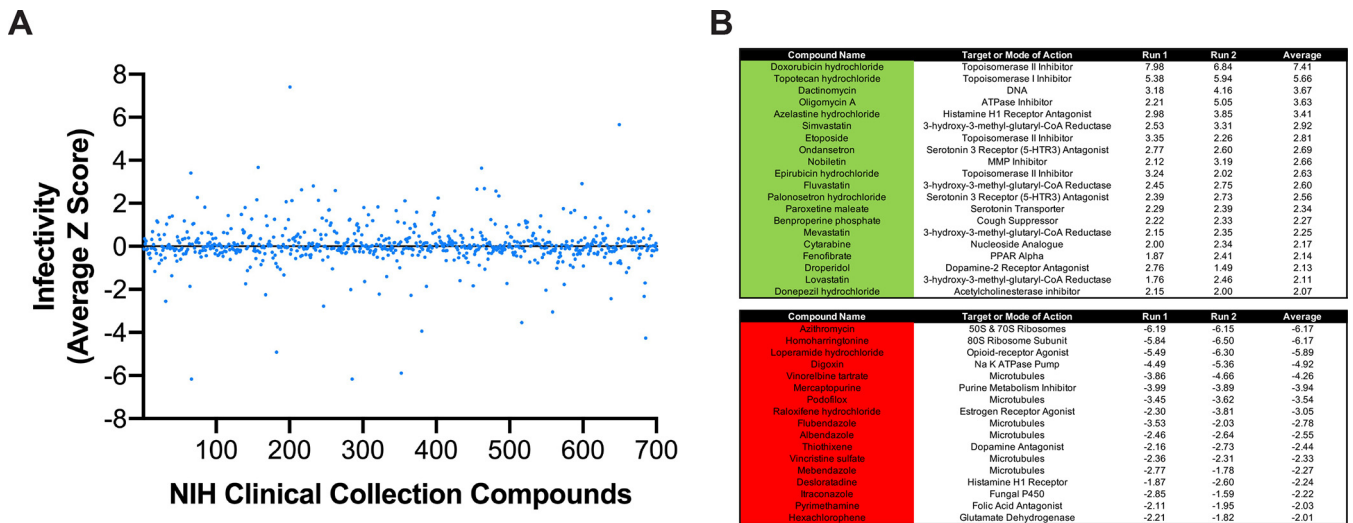 A
8
6
4
2
0
-2
-4
-6
-8
Infectivity
(Average Z Score)
100 200 300 400 500 600 700
NIH Clinical Collection Compounds
B
Compound Name Target or Mode of Action Run 1 Run 2 Average
Doxorubicin hydrochloride Topoisomerase II Inhibitor 7.98 6.84 7.41
Topotecan hydrochloride Topoisomerase I Inhibitor 5.38 5.94 5.66
Dactinomycin DNA 3.18 4.16 3.67
Oligomycin A ATPase Inhibitor 2.21 5.05 3.63
Azelastine hydrochloride Histamine H1 Receptor Antagonist 2.98 3.85 3.41
Simvastatin 3-hydroxy-3-methyl-glutaryl-CoA Reductase 2.53 3.31 2.92
Etoposide Topoisomerase II Inhibitor 3.35 2.26 2.81
Ondansetron Serotonin 3 Receptor (5-HTR3) Antagonist 2.77 2.60 2.69
Nobiletin MMP Inhibitor 2.12 3.19 2.66
Epirubicin hydrochloride Topoisomerase II Inhibitor 3.24 2.02 2.63
Fluvastatin 3-hydroxy-3-methyl-glutaryl-CoA Reductase 2.45 2.75 2.60
Palonosetron hydrochloride Serotonin 3 Receptor (5-HTR3) Antagonist 2.39 2.73 2.56
Paroxetine maleate Serotonin Transporter 2.29 2.39 2.34
Benproperine phosphate Cough Suppressor 2.22 2.33 2.27
Mevastatin 3-hydroxy-3-methyl-glutaryl-CoA Reductase 2.15 2.35 2.25
Cytarabine Nucleoside Analogue 2.00 2.34 2.17
Fenofibrate PPAR Alpha 1.87 2.41 2.14
Droperidol Dopamine-2 Receptor Antagonist 2.76 1.49 2.13
Lovastatin 3-hydroxy-3-methyl-glutaryl-CoA Reductase 1.76 2.46 2.11
Donepezil hydrochloride Acetylcholinesterase inhibitor 2.15 2.00 2.07
Compound Name Target or Mode of Action Run 1 Run 2 Average
Azithromycin 50S & 70S Ribosomes -6.19 -6.15 -6.17
Homoharringtonine 80S Ribosome Subunit -5.84 -6.50 -6.17
Loperamide hydrochloride Opioid-receptor Agonist -5.49 -6.30 -5.89
Digoxin Na K ATPase Pump -4.49 -5.36 -4.92
Vinorelbine tartrate Microtubules -3.86 -4.66 -4.26
Mercaptopurine Purine Metabolism Inhibitor -3.99 -3.89 -3.94
Podofilox Microtubules -3.45 -3.62 -3.54
Raloxifene hydrochloride Estrogen Receptor Agonist -2.30 -3.81 -3.05
Flubendazole Microtubules -3.53 -2.03 -2.78
Albendazole Microtubules -2.46 -2.64 -2.55
Thiothixene Dopamine Antagonist -2.16 -2.73 -2.44
Vincristine sulfate Microtubules -2.36 -2.31 -2.33
Mebendazole Microtubules -2.77 -1.78 -2.27
Desloratadine Histamine H1 Receptor -1.87 -2.60 -2.24
Itraconazole Fungal P450 -2.85 -1.59 -2.22
Pyrimethamine Folic Acid Antagonist -2.11 -1.95 -2.03
Hexachlorophene Glutamate Dehydrogenase -2.21 -1.82 -2.01